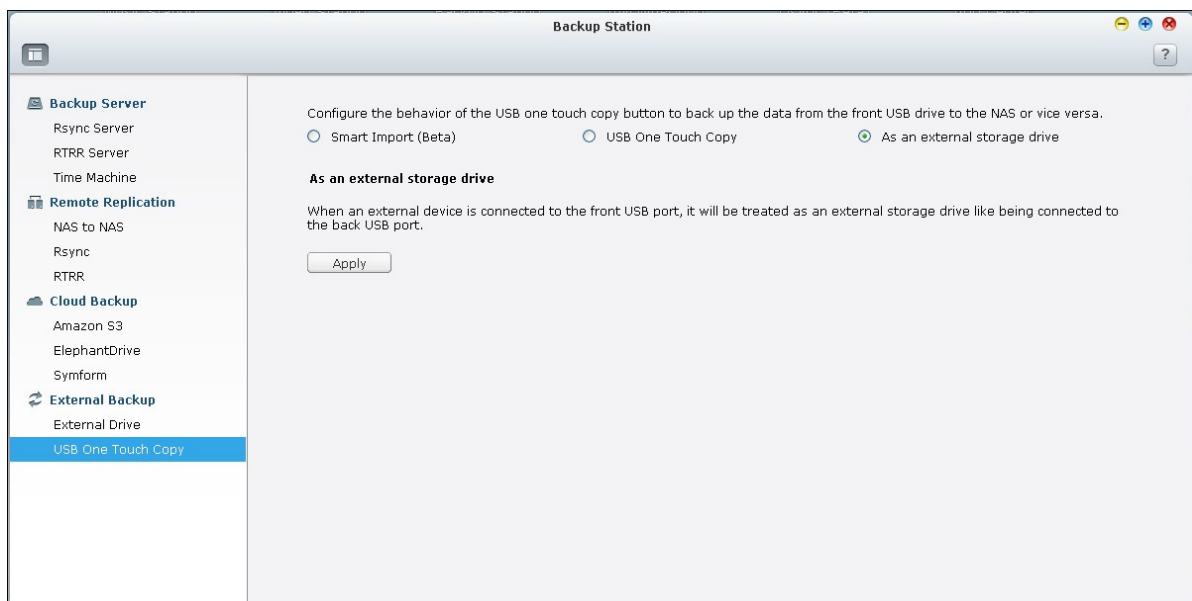 Backup Station
?
Backup Server
Rsync Server
RTRR Server
Time Machine
Remote Replication
NAS to NAS
Rsync
RTRR
Cloud Backup
Amazon S3
ElephantDrive
Symform
External Backup
External Drive
USB One Touch Copy
Configure the behavior of the USB one touch copy button to back up the data from the front USB drive to the NAS or vice versa.
Smart Import (Beta)
USB One Touch Copy
As an external storage drive
As an external storage drive
When an external device is connected to the front USB port, it will be treated as an external storage drive like being connected to
the back USB port.
Apply